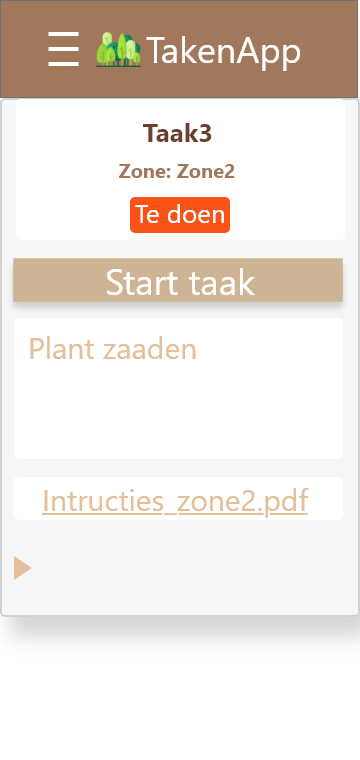 TakenApp
Taak3
Zone: Zone2
Te doen
Start taak
Plant zaaden
Intructies_zone2.pdf